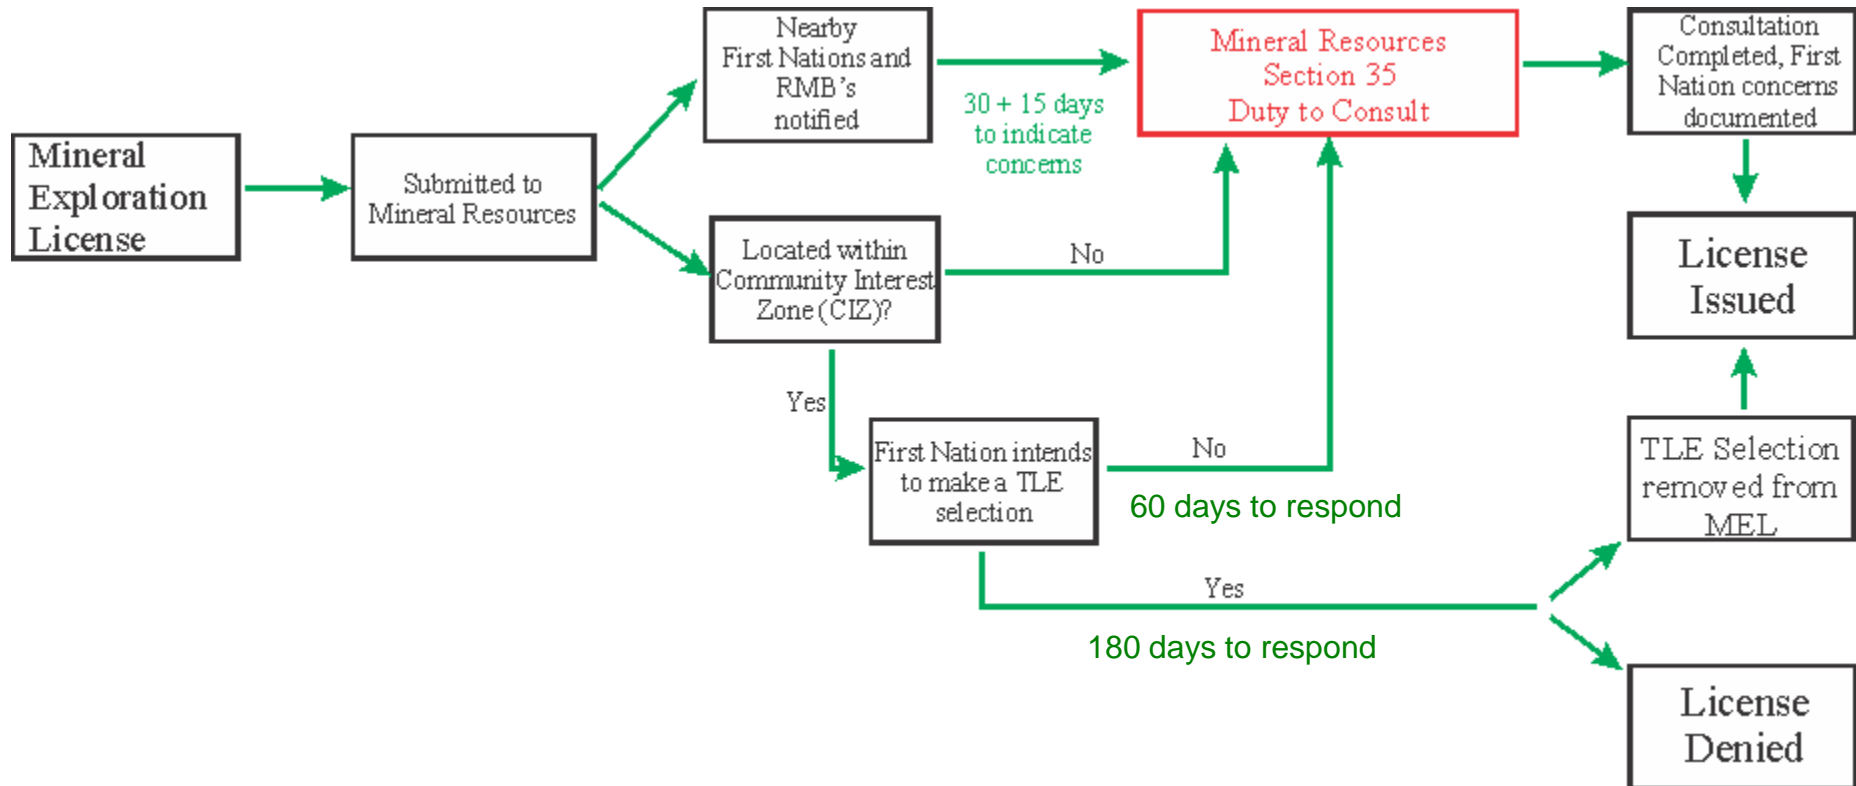 Mineral
Exploration
License
Submitted to
Mineral Resources
Nearby
First Nations and
RMB's
notified
30 + 15 days
to indicate
concerns
Mineral Resources
Section 35
Duty to Consult
Consultation
Completed, First
Nation concerns
documented
Located within
Community Interest
Zone (CIZ)?
No
Yes
First Nation intends
to make a TLE
selection
No
60 days to respond
Yes
180 days to respond
License
Issued
TLE Selection
removed from
MEL
License
Denied